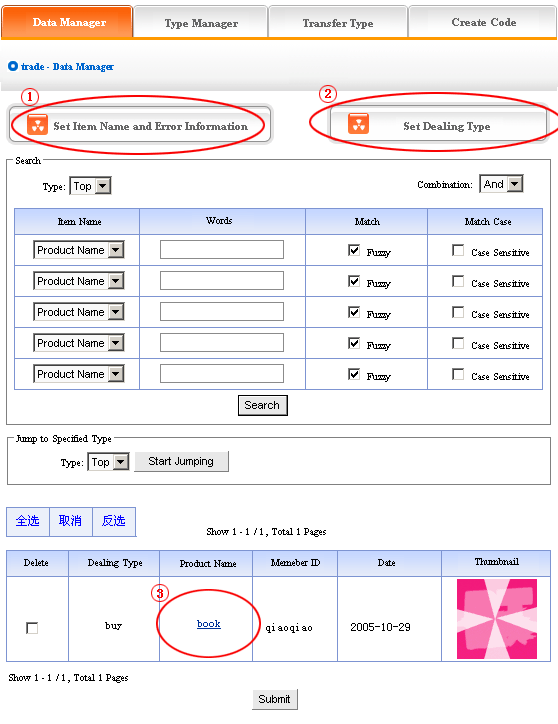 Data Manager Type Manager Transfer Type Create Code
trade - Data Manager
① ②
Set Item Name and Error Information Set Dealing Type
Search
Type: Top Combination: And
Item Name Words Match Match Case
Product Name Fuzzy Case Sensitive
Product Name Fuzzy Case Sensitive
Product Name Fuzzy Case Sensitive
Product Name Fuzzy Case Sensitive
Product Name Fuzzy Case Sensitive
Search
Jump to Specified Type
Type: Top Start Jumping
全选 取消 反选
Show 1 - 1 / 1, Total 1 Pages
Delete Dealing Type Product Name Memeber ID Date Thumbnail
③
buy book qiaoqiao 2005-10-29
Show 1 - 1 / 1, Total 1 Pages
Submit